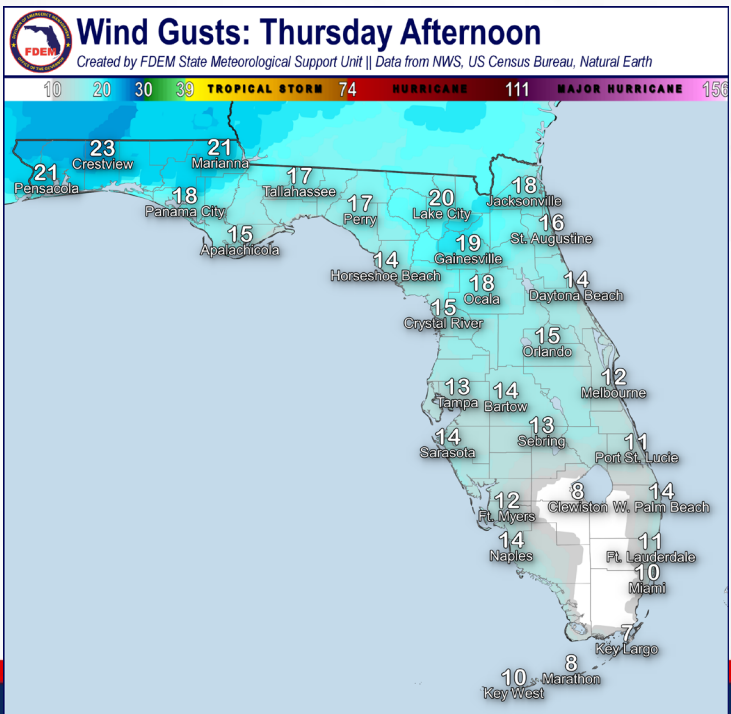 Wind Gusts: Thursday Afternoon
FDEM
Created by FDEM State Meteorological Support Unit || Data from NWS, US Census Bureau, Natural Earth
10 20 30 39 TROPICAL STORM 74 HURRICANE 111 MAJOR HURRICANE 156
23
Crestview
21
Marianna
21
Pensacola
17
Tallahassee
18
Panama City
17
Perry
20
Lake City
18
Jacksonville
15
Apalachicola
16
St. Augustine
19
Gainesville
14
Horseshoe Beach
18
Ocala
14
Daytona Beach
15
Crystal River
15
Orlando
13
Tampa
14
Bartow
12
Melbourne
14
Sarasota
13
Sebring
11
Port St. Lucie
12
Ft. Myers
8
Clewiston
14
W. Palm Beach
14
Naples
11
Ft. Lauderdale
10
Miami
7
Key Largo
8
Marathon
10
Key West